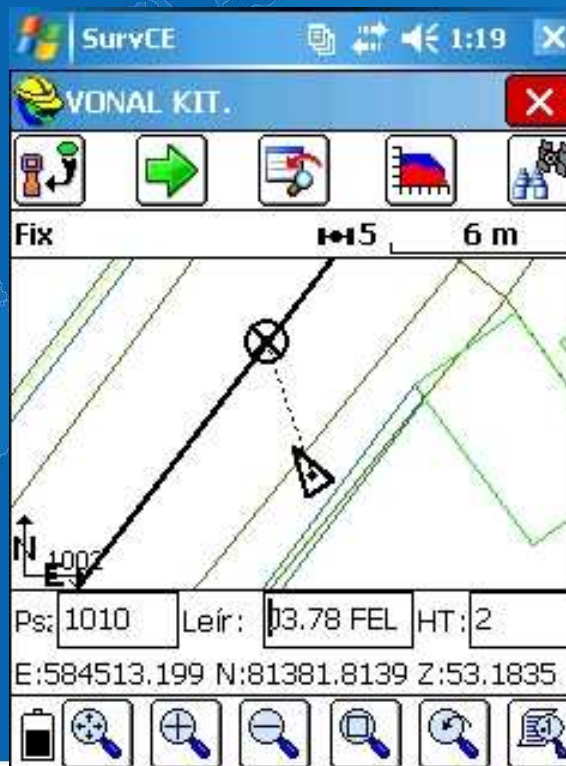 SurvCE 1:19
VONAL KIT.
Fix 5 6 m
N 1002
E
Ps: 1010 Leír: 03.78 FEL HT: 2
E:584513.199 N:81381.8139 Z:53.1835